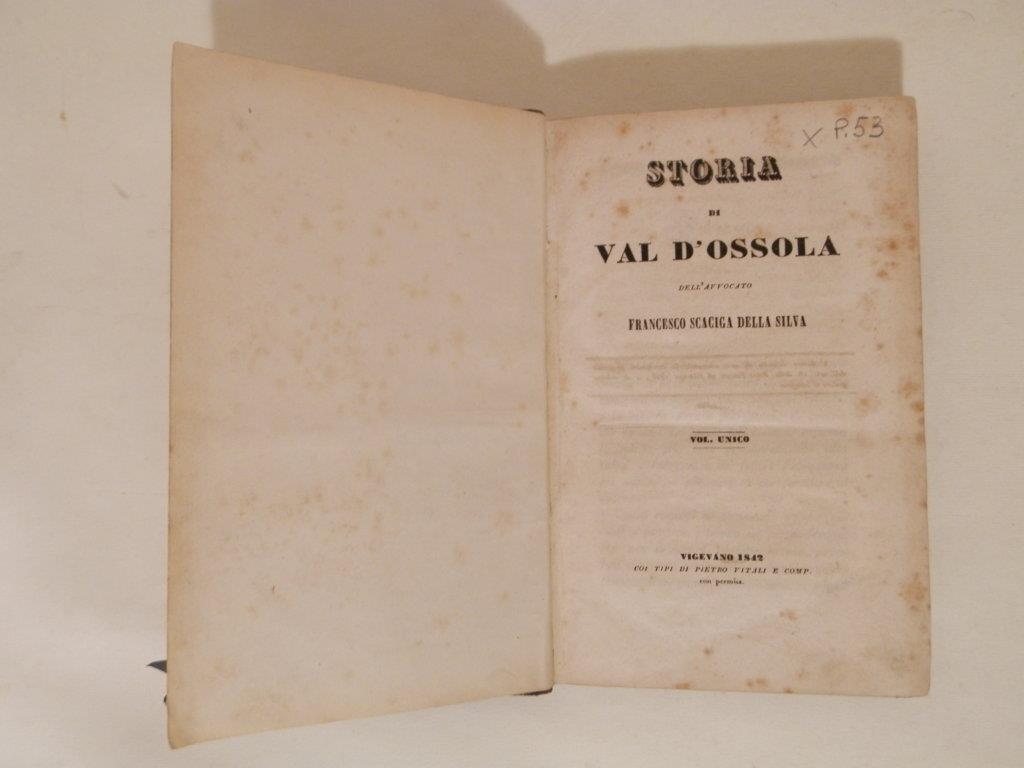 X P.53
STORIA
DI
VAL D'OSSOLA
DELL'AVVOCATO
FRANCESCO SCACIGA DELLA SILVA
VOL. UNICO
VIGEVANO 1842
COI TIPI DI PIETRO VITALI E COMP.
con permiss.